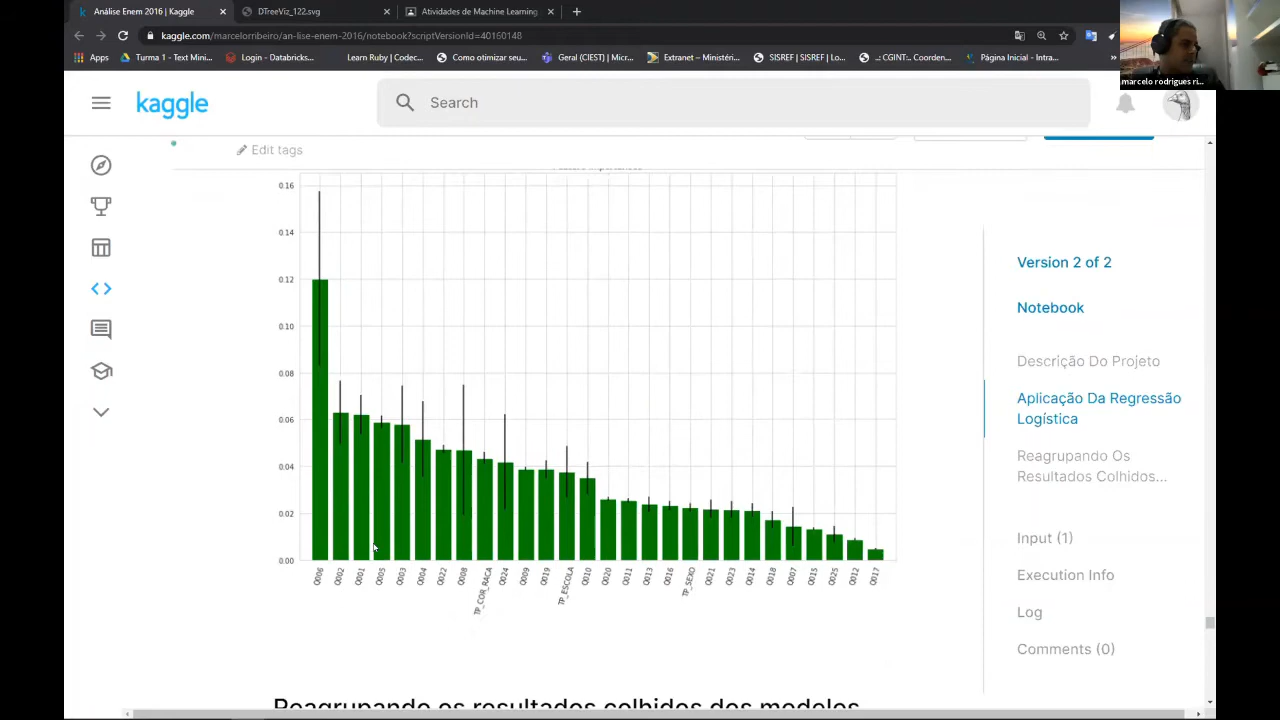 Análise Enem 2016 | Kaggle
DTreeViz_122.svg
Atividades de Machine Learning
kaggle.com/marcelorribeiro/an-lise-enem-2016/notebook?scriptVersionId=40160148
Apps
Turma 1 - Text Mini...
Login - Databricks...
Learn Ruby | Codec...
Como otimizar seu...
Geral (CIEST) | Micr...
Extranet – Ministéri...
SISREF | SISREF | Lo...
..: CGINT:.. Coorden...
Página Inicial - Intra...
marcelo rodrigues ri...
kaggle
Search
Edit tags
0.16
0.14
0.12
0.10
0.08
0.06
0.04
0.02
0.00
Q006
Q002
Q001
Q005
Q003
Q004
Q022
Q008
TP_COR_RACA
Q024
Q009
Q019
TP_ESCOLA
Q010
Q020
Q011
Q013
Q016
TP_SEXO
Q021
Q023
Q014
Q018
Q007
Q015
Q025
Q012
Q017
Reagrupando os resultados colhidos dos modelos
Version 2 of 2
Notebook
Descrição Do Projeto
Aplicação Da Regressão
Logística
Reagrupando Os
Resultados Colhidos...
Input (1)
Execution Info
Log
Comments (0)